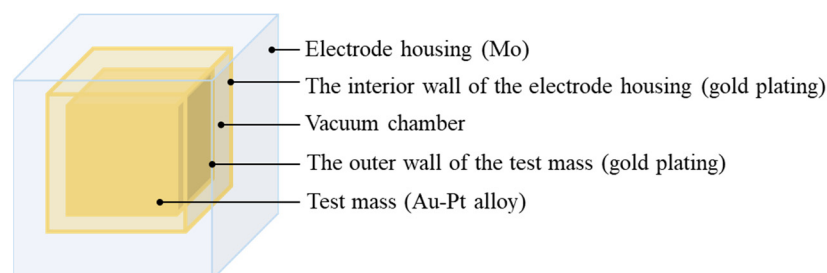 Electrode housing (Mo)
The interior wall of the electrode housing (gold plating)
Vacuum chamber
The outer wall of the test mass (gold plating)
Test mass (Au-Pt alloy)